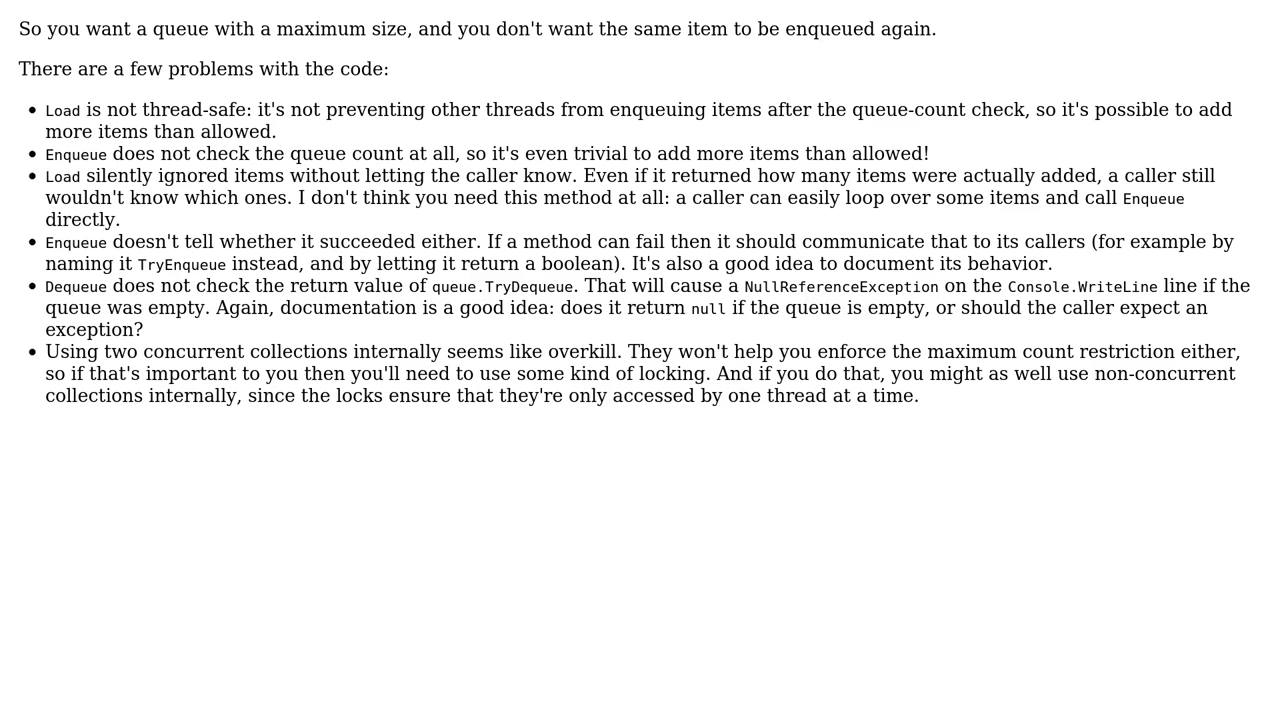 So you want a queue with a maximum size, and you don't want the same item to be enqueued again.
There are a few problems with the code:
• Load is not thread-safe: it's not preventing other threads from enqueuing items after the queue-count check, so it's possible to add
more items than allowed.
• Enqueue does not check the queue count at all, so it's even trivial to add more items than allowed!
• Load silently ignored items without letting the caller know. Even if it returned how many items were actually added, a caller still
wouldn't know which ones. I don't think you need this method at all: a caller can easily loop over some items and call Enqueue
directly.
• Enqueue doesn't tell whether it succeeded either. If a method can fail then it should communicate that to its callers (for example by
naming it TryEnqueue instead, and by letting it return a boolean). It's also a good idea to document its behavior.
• Dequeue does not check the return value of queue.TryDequeue. That will cause a NullReferenceException on the Console.WriteLine line if the
queue was empty. Again, documentation is a good idea: does it return null if the queue is empty, or should the caller expect an
exception?
• Using two concurrent collections internally seems like overkill. They won't help you enforce the maximum count restriction either,
so if that's important to you then you'll need to use some kind of locking. And if you do that, you might as well use non-concurrent
collections internally, since the locks ensure that they're only accessed by one thread at a time.